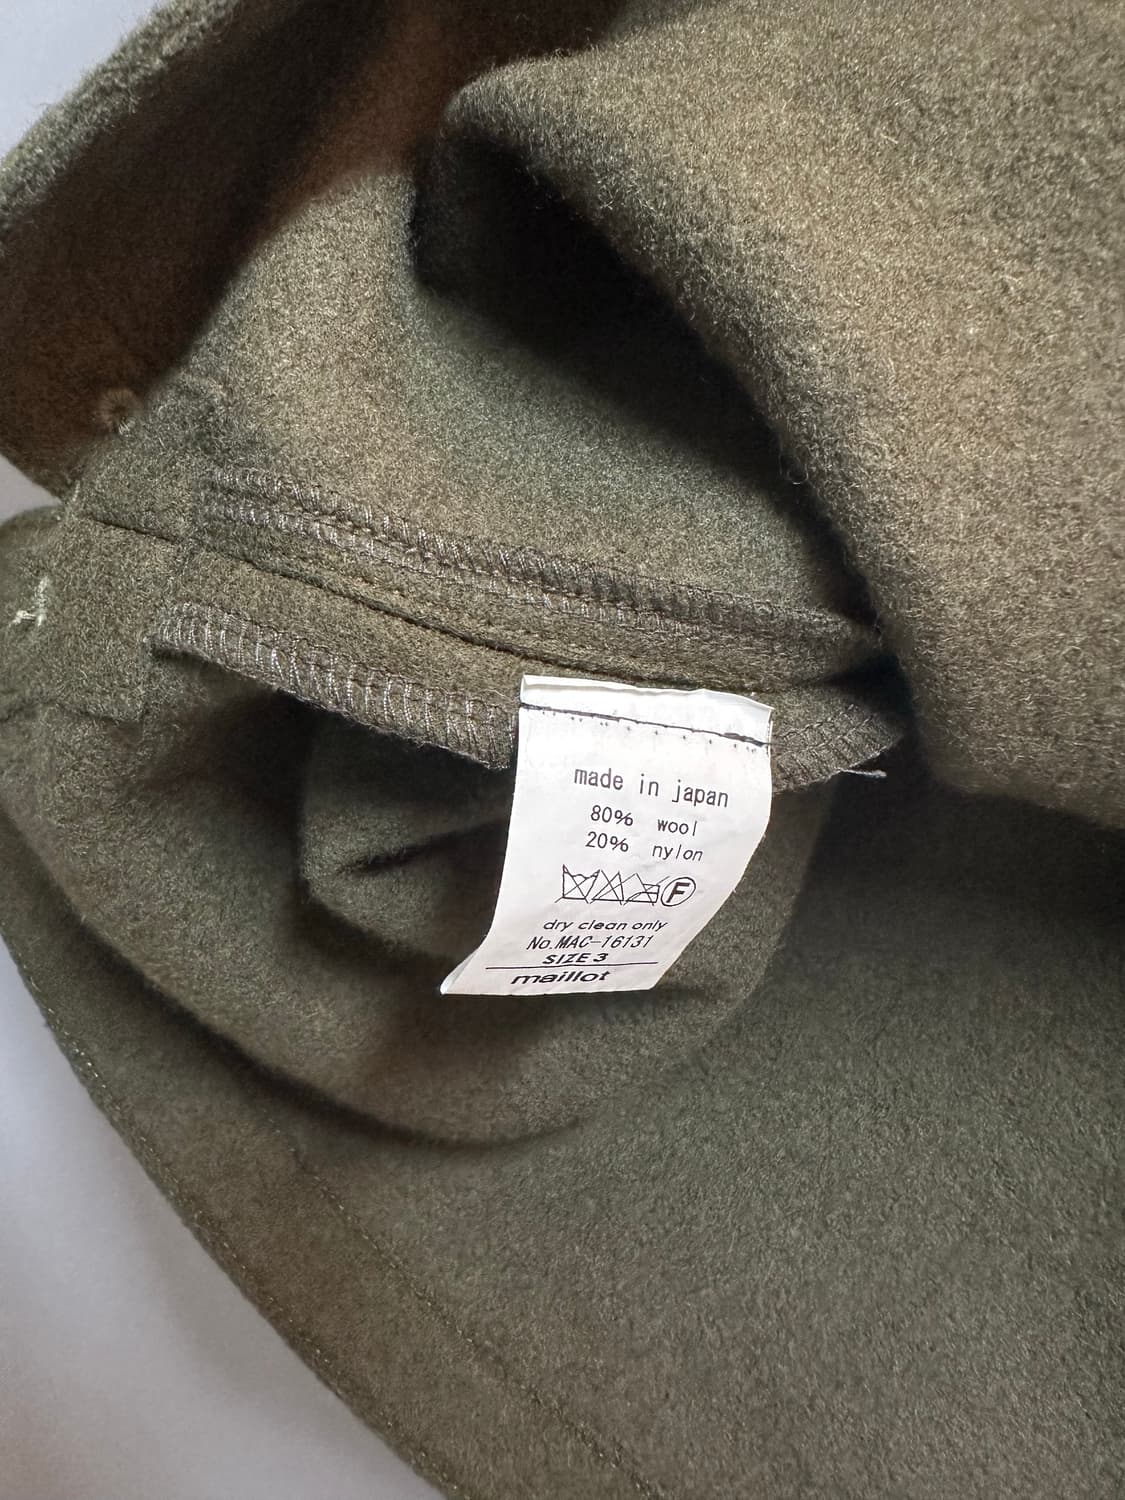 made in japan
80% wool
20% nylon
F
dry clean only
No.MAC-16131
SIZE 3
maillot